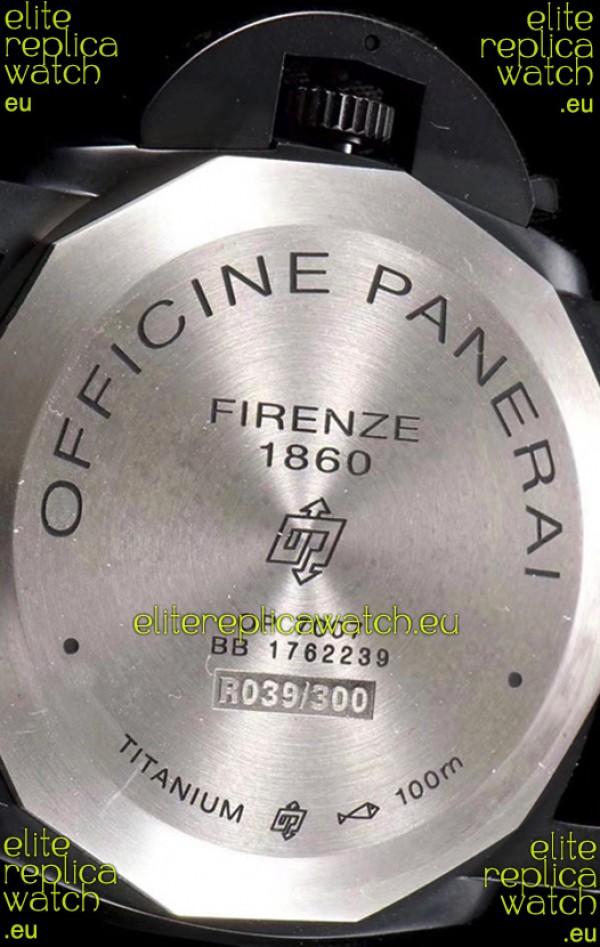 elite
replica
watch
.eu
elite
replica
watch
.eu
OFFICINE PANERAI
FIRENZE
1860
elitereplicawatch.eu
BB 1762239
R039/300
TITANIUM
100m
elite
replica
watch
.eu
elite
replica
watch
.eu